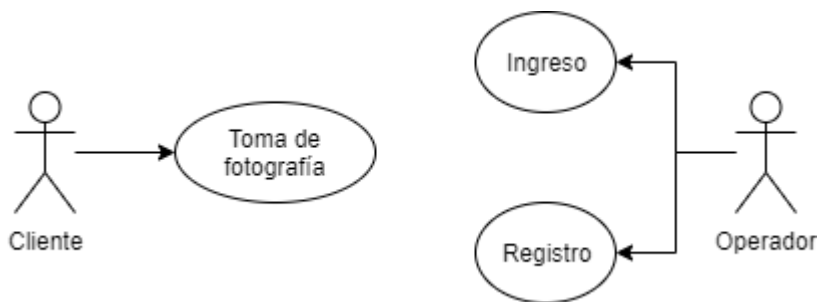 Ingreso
Toma de
fotografía
Cliente
Registro
Operador